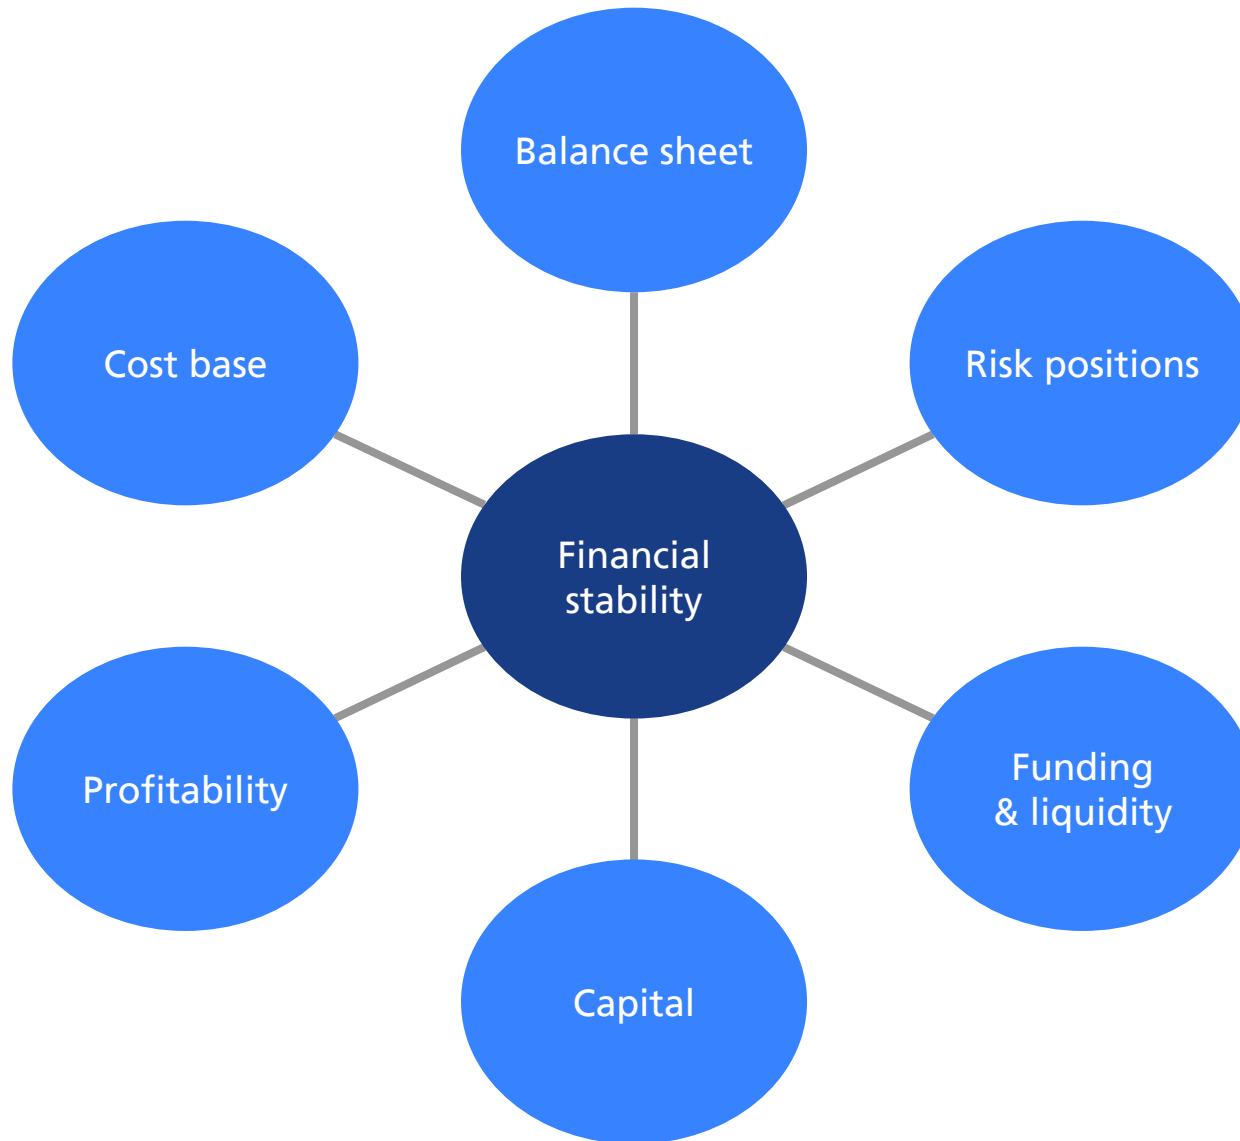 Balance sheet
Cost base
Risk positions
Financial
stability
Profitability
Funding
& liquidity
Capital